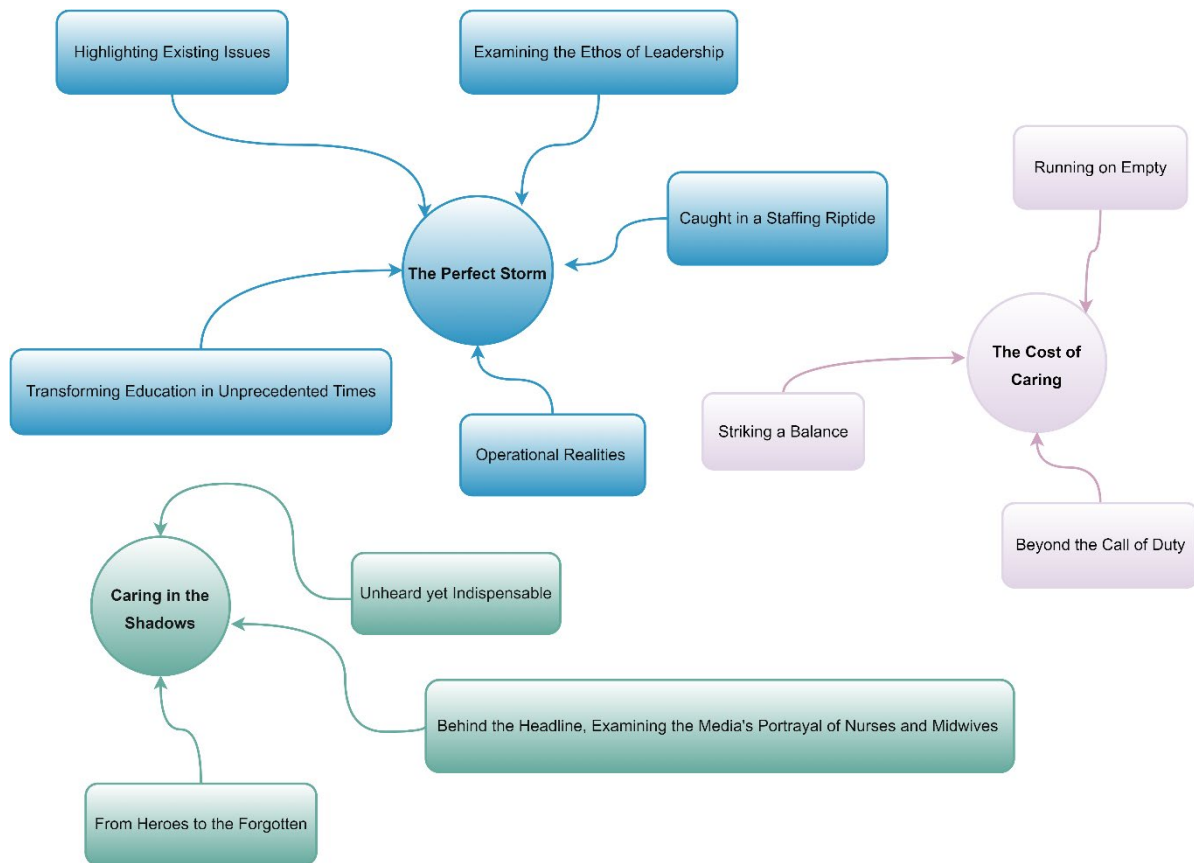 Highlighting Existing Issues
Examining the Ethos of Leadership
Caught in a Staffing Riptide
The Perfect Storm
Transforming Education in Unprecedented Times
Operational Realities
Running on Empty
The Cost of
Caring
Striking a Balance
Beyond the Call of Duty
Unheard yet Indispensable
Caring in the
Shadows
Behind the Headline, Examining the Media's Portrayal of Nurses and Midwives
From Heroes to the Forgotten